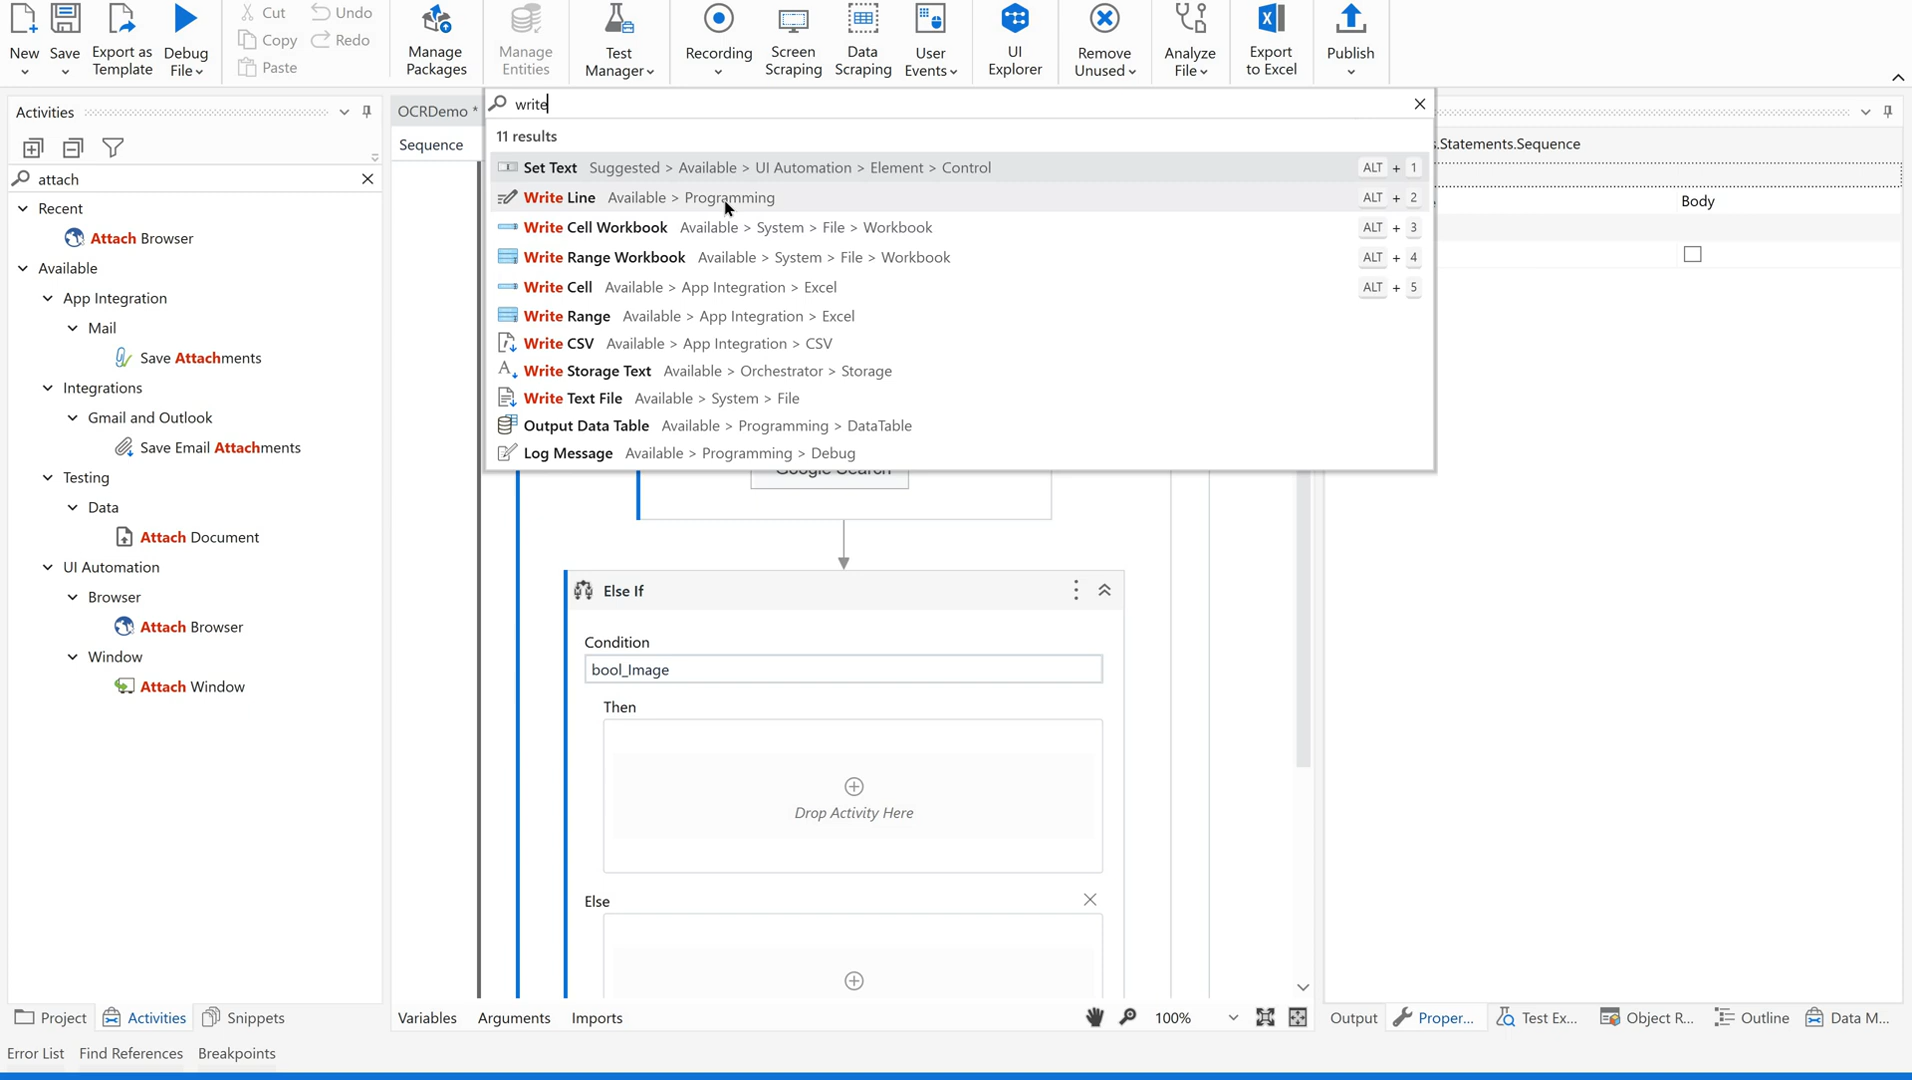 New
Save
Export as
Template
Debug
File
Cut
Copy
Paste
Undo
Redo
Manage
Packages
Manage
Entities
Test
Manager
Recording
Screen
Scraping
Data
Scraping
User
Events
UI
Explorer
Remove
Unused
Analyze
File
Export
to Excel
Publish
Activities
attach
Recent
Attach Browser
Available
App Integration
Mail
Save Attachments
Integrations
Gmail and Outlook
Save Email Attachments
Testing
Data
Attach Document
UI Automation
Browser
Attach Browser
Window
Attach Window
OCRDemo *
Sequence
write
11 results
Set Text Suggested > Available > UI Automation > Element > Control ALT + 1
Write Line Available > Programming ALT + 2
Write Cell Workbook Available > System > File > Workbook ALT + 3
Write Range Workbook Available > System > File > Workbook ALT + 4
Write Cell Available > App Integration > Excel ALT + 5
Write Range Available > App Integration > Excel
Write CSV Available > App Integration > CSV
Write Storage Text Available > Orchestrator > Storage
Write Text File Available > System > File
Output Data Table Available > Programming > DataTable
Log Message Available > Programming > Debug
Google Search
Else If
Condition
bool_Image
Then
Drop Activity Here
Else
s.Statements.Sequence
Body
Project
Activities
Snippets
Variables
Arguments
Imports
100%
Output
Proper...
Test Ex...
Object R...
Outline
Data M...
Error List
Find References
Breakpoints